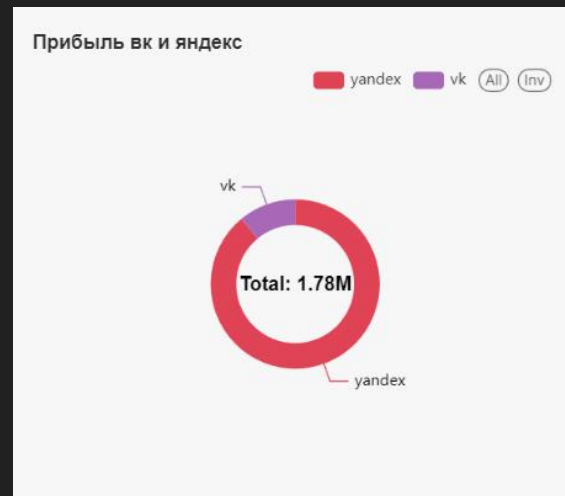 Прибыль вк и яндекс
yandex vk All Inv
vk
Total: 1.78M
yandex